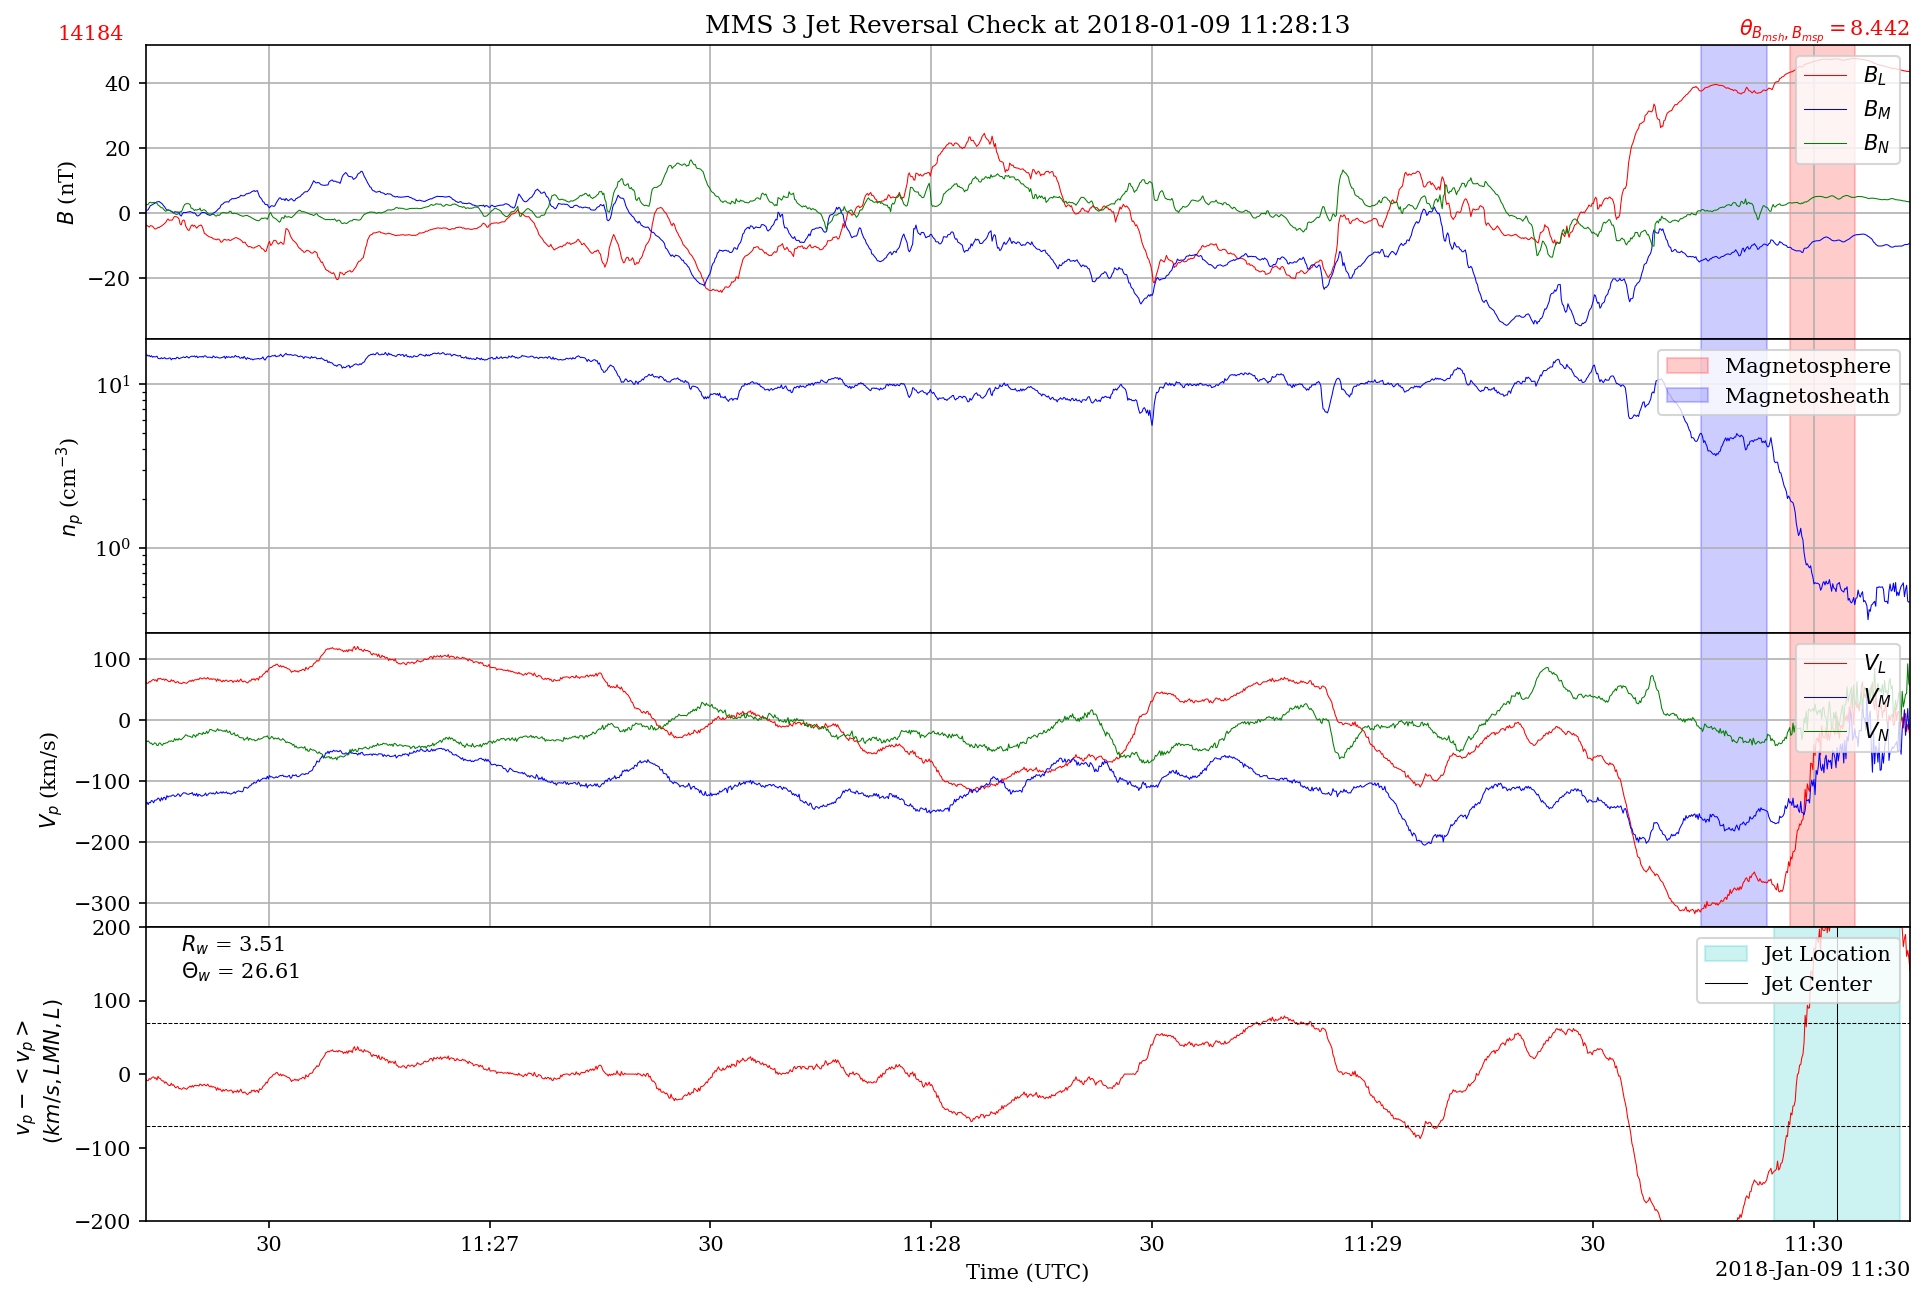 MMS 3 Jet Reversal Check at 2018-01-09 11:28:13
14184
θ_{B_{msh}, B_{msp}} = 8.442
B (nT)
40
20
0
−20
B_L
B_M
B_N
n_p (cm^{−3})
10^1
10^0
Magnetosphere
Magnetosheath
V_p (km/s)
100
0
−100
−200
−300
V_L
V_M
V_N
v_p − < v_p >
(km/s, LMN, L)
200
100
0
−100
−200
R_w = 3.51
Θ_w = 26.61
Jet Location
Jet Center
30 11:27 30 11:28 30 11:29 30 11:30
Time (UTC)
2018-Jan-09 11:30